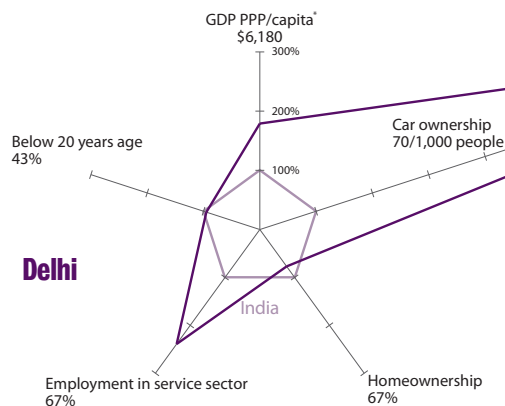 GDP PPP/capita*
$6,180
300%
200%
100%
Below 20 years age
43%
Car ownership
70/1,000 people
Delhi
India
Employment in service sector
67%
Homeownership
67%